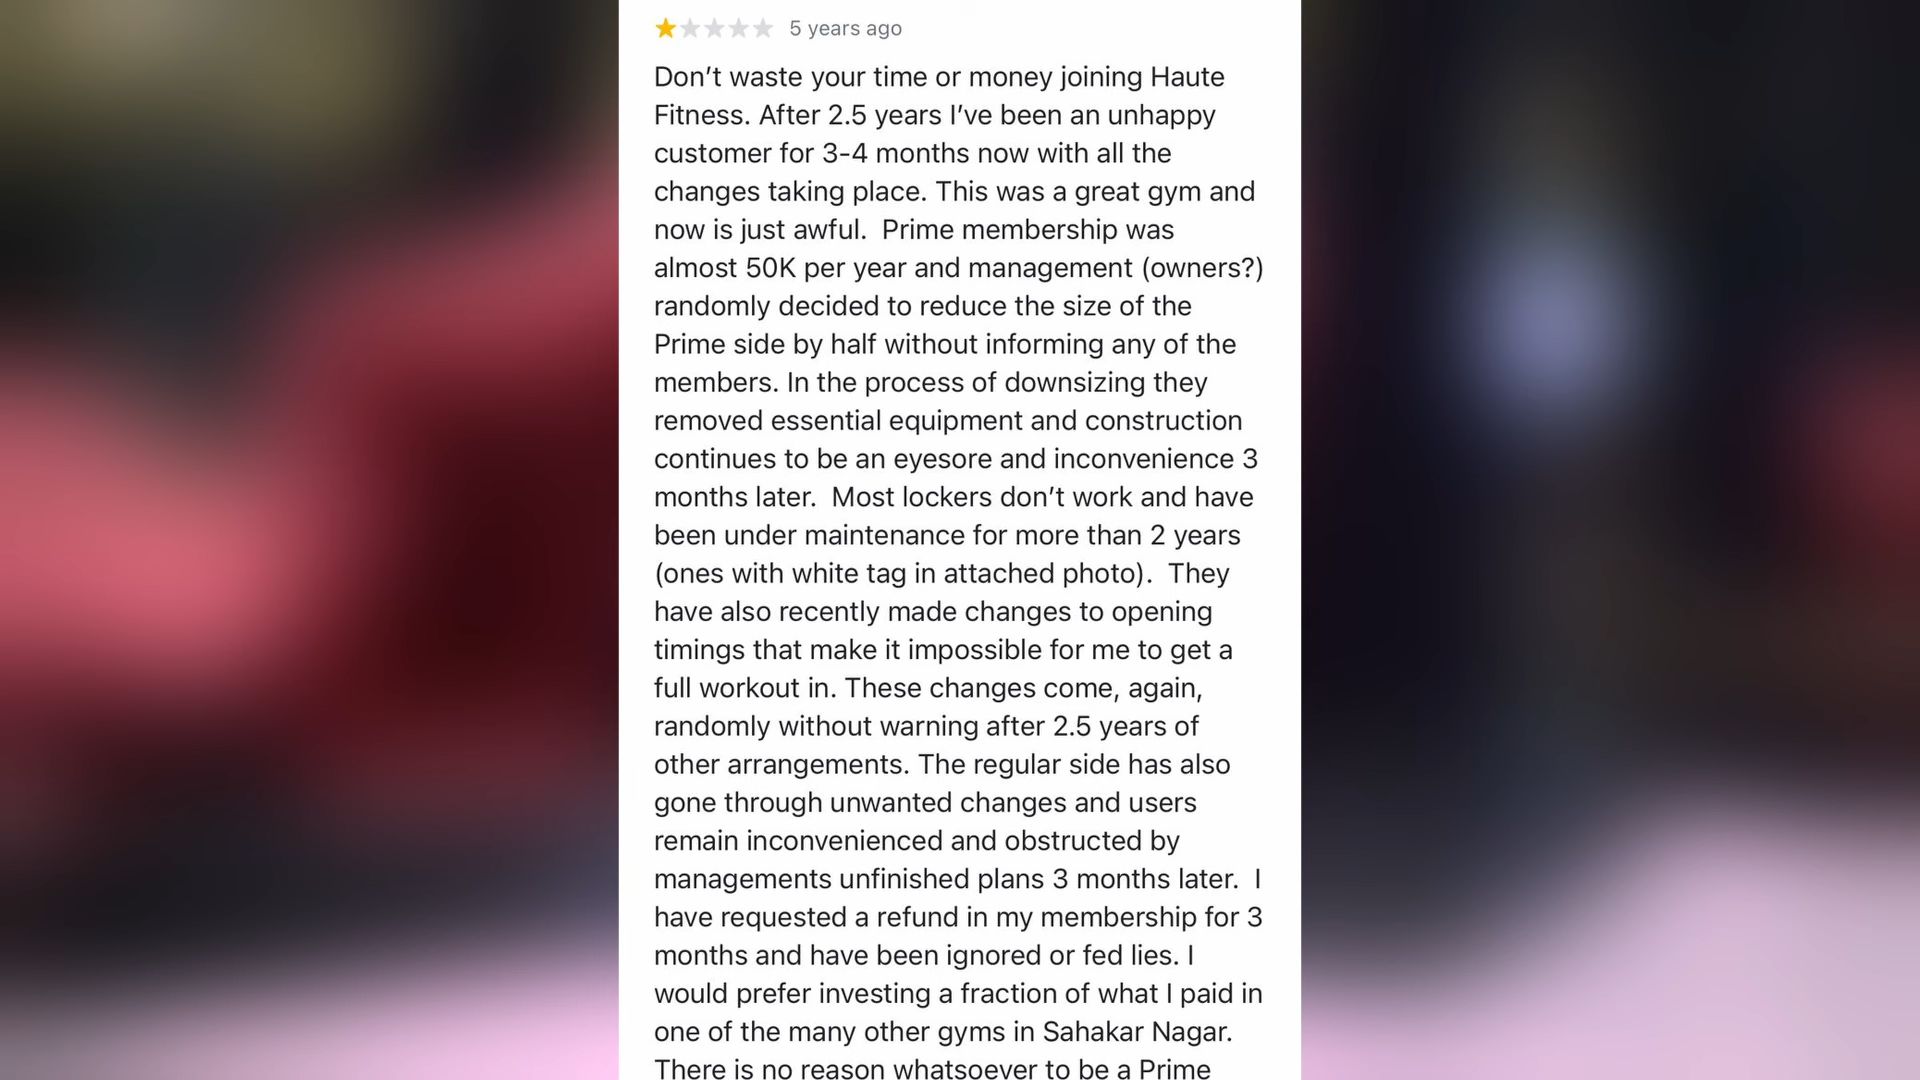 5 years ago
Don’t waste your time or money joining Haute
Fitness. After 2.5 years I’ve been an unhappy
customer for 3-4 months now with all the
changes taking place. This was a great gym and
now is just awful.  Prime membership was
almost 50K per year and management (owners?)
randomly decided to reduce the size of the
Prime side by half without informing any of the
members. In the process of downsizing they
removed essential equipment and construction
continues to be an eyesore and inconvenience 3
months later.  Most lockers don’t work and have
been under maintenance for more than 2 years
(ones with white tag in attached photo).  They
have also recently made changes to opening
timings that make it impossible for me to get a
full workout in. These changes come, again,
randomly without warning after 2.5 years of
other arrangements. The regular side has also
gone through unwanted changes and users
remain inconvenienced and obstructed by
managements unfinished plans 3 months later.  I
have requested a refund in my membership for 3
months and have been ignored or fed lies. I
would prefer investing a fraction of what I paid in
one of the many other gyms in Sahakar Nagar.
There is no reason whatsoever to be a Prime